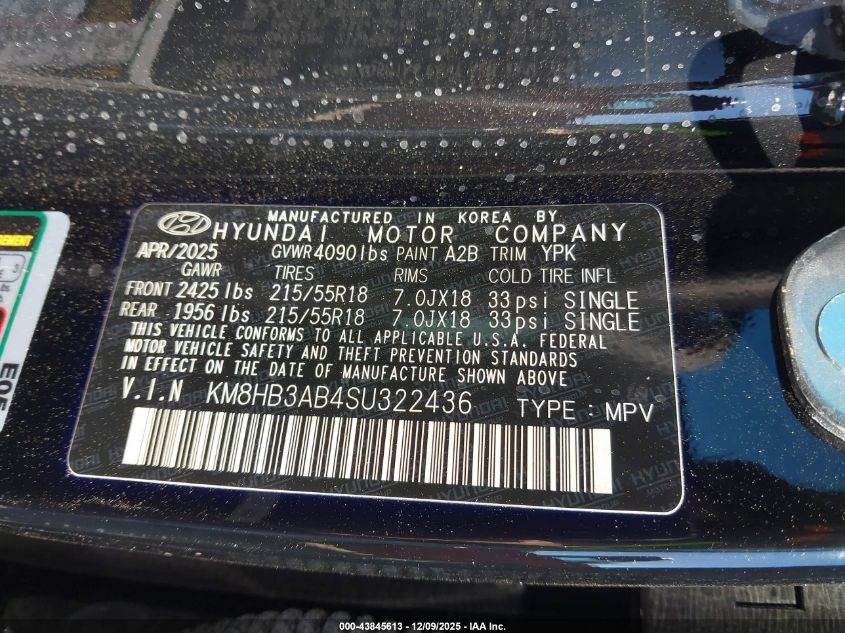 MANUFACTURED IN KOREA BY
HYUNDAI MOTOR COMPANY
APR/2025 GVWR 4090lbs PAINT A2B TRIM YPK
GAWR TIRES RIMS COLD TIRE INFL
FRONT 2425lbs 215/55R18 7.0JX18 33psi SINGLE
REAR 1956lbs 215/55R18 7.0JX18 33psi SINGLE
THIS VEHICLE CONFORMS TO ALL APPLICABLE U.S.A. FEDERAL
MOTOR VEHICLE SAFETY AND THEFT PREVENTION STANDARDS
IN EFFECT ON THE DATE OF MANUFACTURE SHOWN ABOVE
V.I.N KM8HB3AB4SU322436 TYPE : MPV
E0E
000-43845613 - 12/09/2025 - IAA Inc.